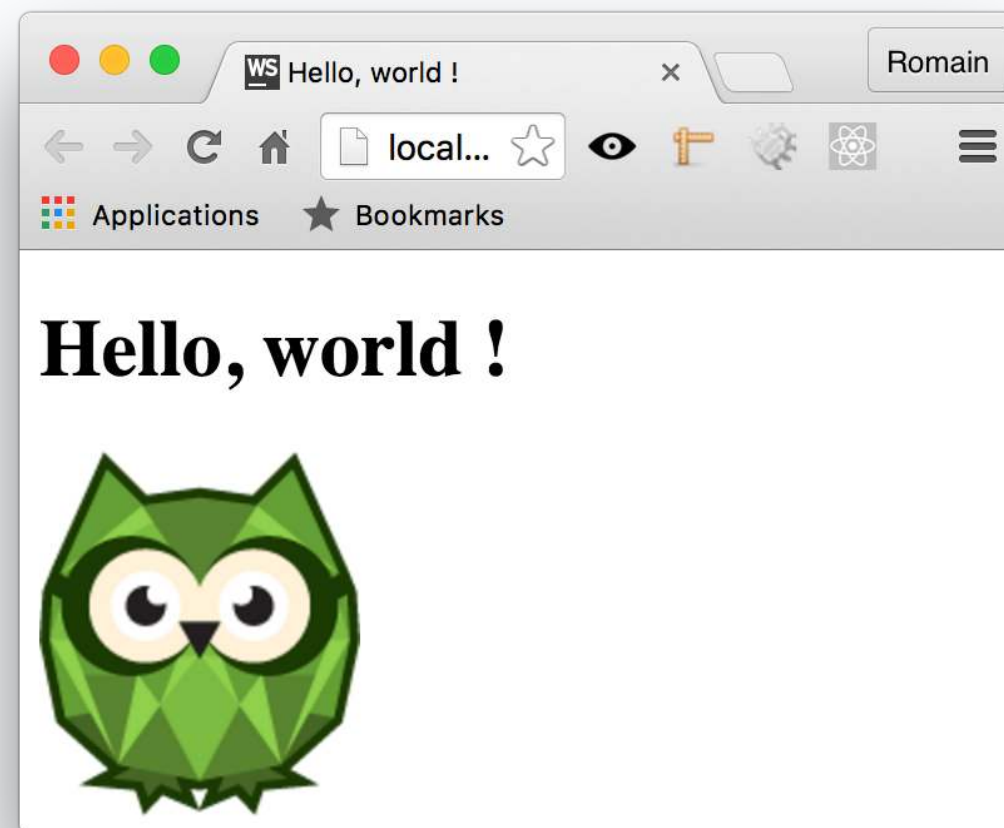 WS Hello, world !
Romain
local...
Applications Bookmarks
Hello, world !